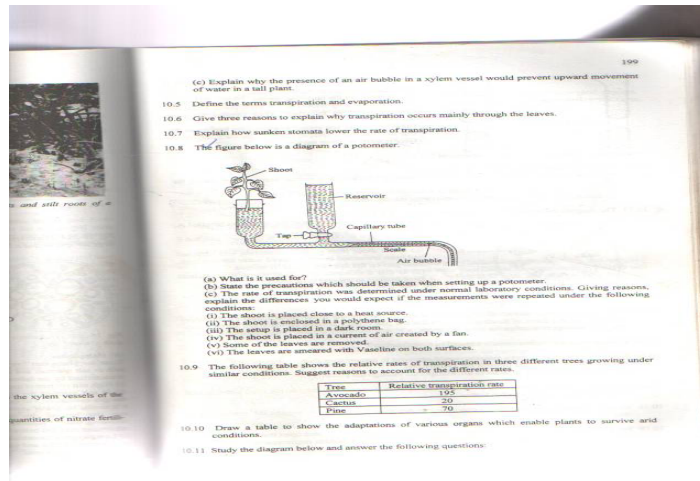 199
(c) Explain why the presence of an air bubble in a xylem vessel would prevent upward movement
of water in a tall plant.
10.5 Define the terms transpiration and evaporation.
10.6 Give three reasons to explain why transpiration occurs mainly through the leaves.
10.7 Explain how sunken stomata lower the rate of transpiration.
10.8 The figure below is a diagram of a potometer.
Shoot
and stilt roots of a
Reservoir
Capillary tube
Tap
Scale
Air bubble
(a) What is it used for?
(b) State the precautions which should be taken when setting up a potometer.
(c) The rate of transpiration was determined under normal laboratory conditions. Giving reasons,
explain the differences you would expect if the measurements were repeated under the following
conditions:
(i) The shoot is placed close to a heat source.
(ii) The shoot is enclosed in a polythene bag.
(iii) The setup is placed in a dark room.
(iv) The shoot is placed in a current of air created by a fan.
(v) Some of the leaves are removed.
(vi) The leaves are smeared with Vaseline on both surfaces.
10.9 The following table shows the relative rates of transpiration in three different trees growing under
similar conditions. Suggest reasons to account for the different rates.
Tree Relative transpiration rate
Avocado 195
Cactus 20
Pine 70
the xylem vessels of the
quantities of nitrate
10.10 Draw a table to show the adaptations of various organs which enable plants to survive arid
conditions.
10.11 Study the diagram below and answer the following questions: